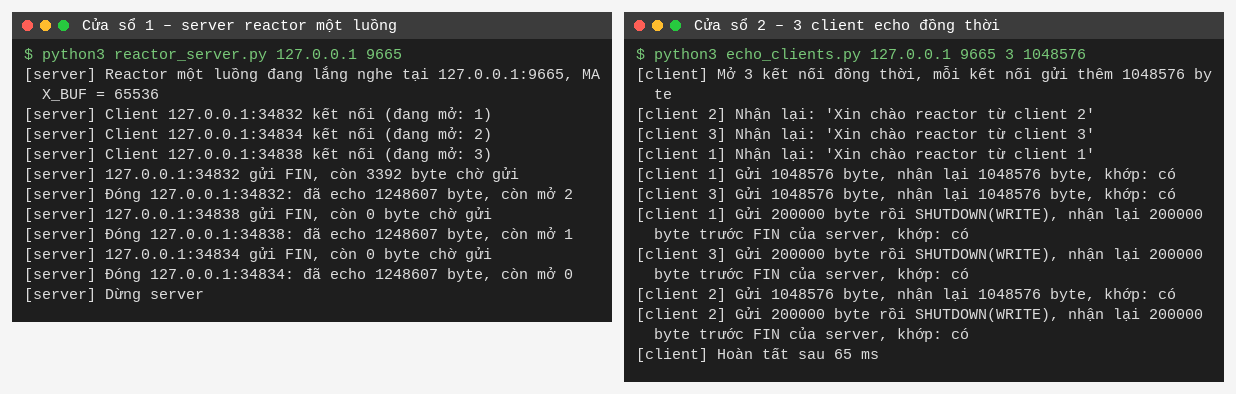 Cửa sổ 1 – server reactor một luồng
$ python3 reactor_server.py 127.0.0.1 9665
[server] Reactor một luồng đang lắng nghe tại 127.0.0.1:9665, MA
X_BUF = 65536
[server] Client 127.0.0.1:34832 kết nối (đang mở: 1)
[server] Client 127.0.0.1:34834 kết nối (đang mở: 2)
[server] Client 127.0.0.1:34838 kết nối (đang mở: 3)
[server] 127.0.0.1:34832 gửi FIN, còn 3392 byte chờ gửi
[server] Đóng 127.0.0.1:34832: đã echo 1248607 byte, còn mở 2
[server] 127.0.0.1:34838 gửi FIN, còn 0 byte chờ gửi
[server] Đóng 127.0.0.1:34838: đã echo 1248607 byte, còn mở 1
[server] 127.0.0.1:34834 gửi FIN, còn 0 byte chờ gửi
[server] Đóng 127.0.0.1:34834: đã echo 1248607 byte, còn mở 0
[server] Dừng server
Cửa sổ 2 – 3 client echo đồng thời
$ python3 echo_clients.py 127.0.0.1 9665 3 1048576
[client] Mở 3 kết nối đồng thời, mỗi kết nối gửi thêm 1048576 by
te
[client 2] Nhận lại: 'Xin chào reactor từ client 2'
[client 3] Nhận lại: 'Xin chào reactor từ client 3'
[client 1] Nhận lại: 'Xin chào reactor từ client 1'
[client 1] Gửi 1048576 byte, nhận lại 1048576 byte, khớp: có
[client 3] Gửi 1048576 byte, nhận lại 1048576 byte, khớp: có
[client 1] Gửi 200000 byte rồi SHUTDOWN(WRITE), nhận lại 200000
byte trước FIN của server, khớp: có
[client 3] Gửi 200000 byte rồi SHUTDOWN(WRITE), nhận lại 200000
byte trước FIN của server, khớp: có
[client 2] Gửi 1048576 byte, nhận lại 1048576 byte, khớp: có
[client 2] Gửi 200000 byte rồi SHUTDOWN(WRITE), nhận lại 200000
byte trước FIN của server, khớp: có
[client] Hoàn tất sau 65 ms